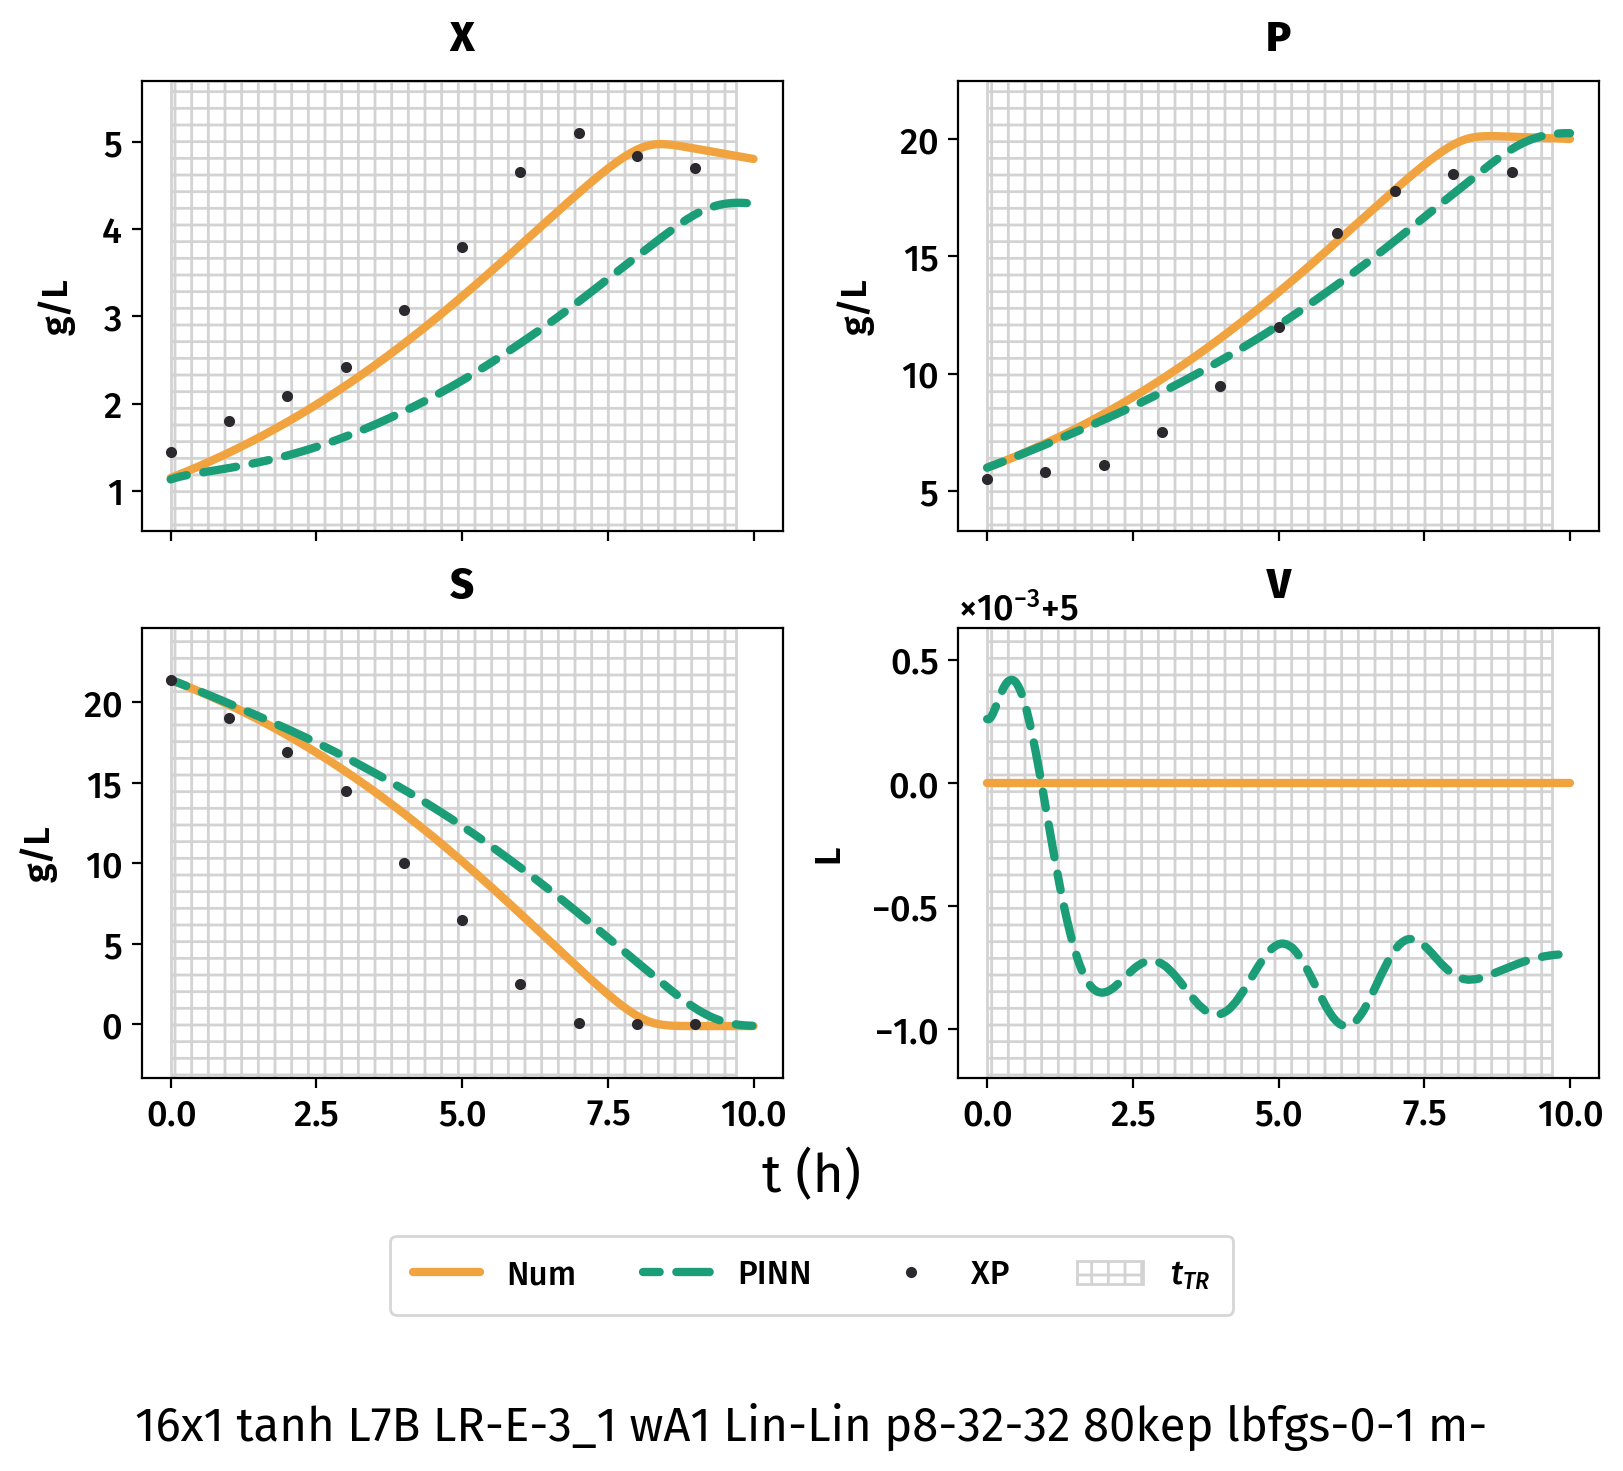 X
P
5
4
3
2
1
g/L
20
15
10
5
g/L
S
V
×10⁻³+5
20
15
10
5
0
g/L
0.5
0.0
−0.5
−1.0
L
0.0 2.5 5.0 7.5 10.0
0.0 2.5 5.0 7.5 10.0
t (h)
Num PINN XP t_TR
16x1 tanh L7B LR-E-3_1 wA1 Lin-Lin p8-32-32 80kep lbfgs-0-1 m-